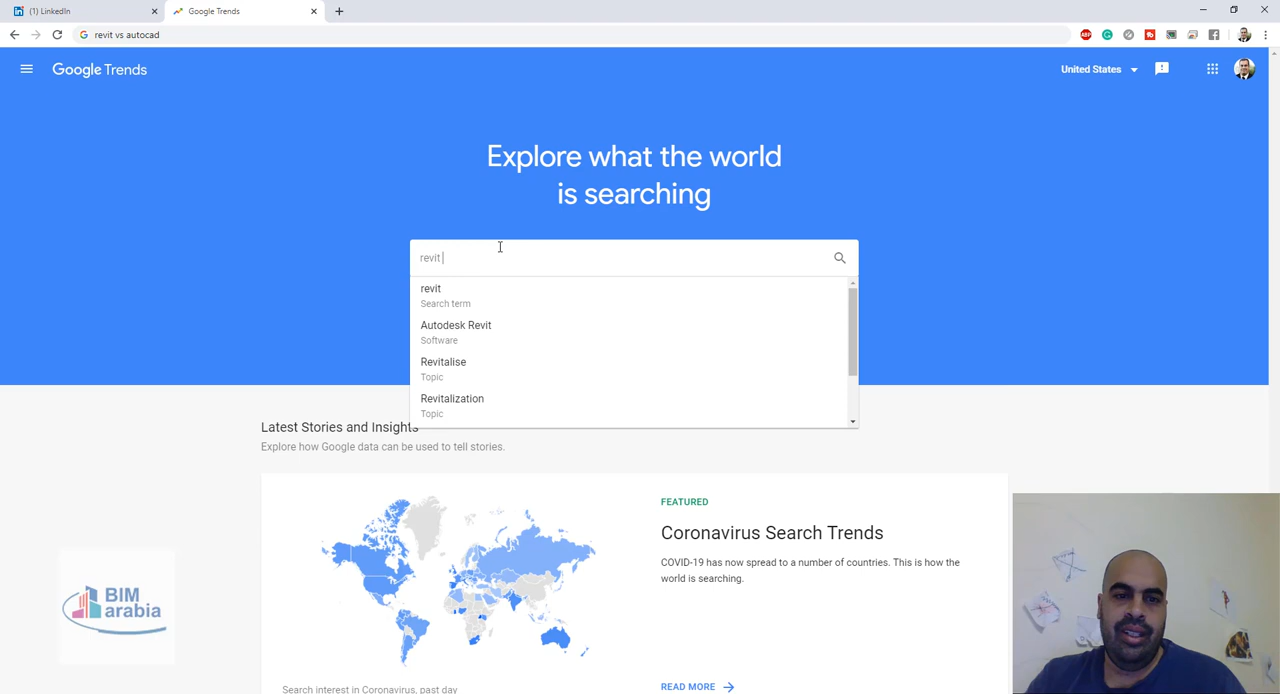 (1) LinkedIn
Google Trends
revit vs autocad
Google Trends
United States
Explore what the world
is searching
revit
revit
Search term
Autodesk Revit
Software
Revitalise
Topic
Revitalization
Topic
Latest Stories and Insights
Explore how Google data can be used to tell stories.
FEATURED
Coronavirus Search Trends
COVID-19 has now spread to a number of countries. This is how the
world is searching.
READ MORE
Search interest in Coronavirus, past day
BIM
arabia